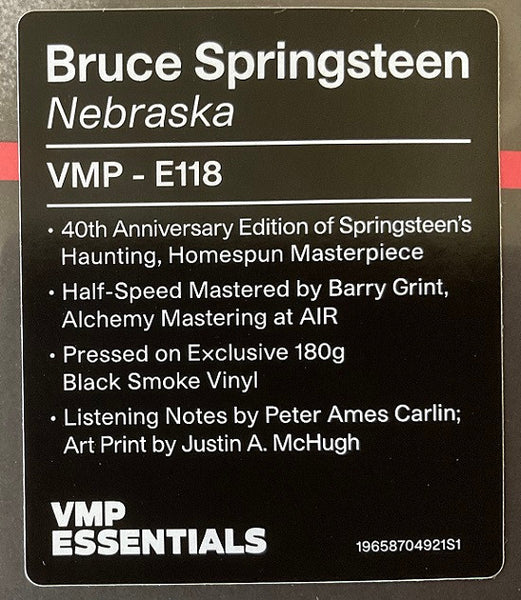 Bruce Springsteen
Nebraska
VMP - E118
• 40th Anniversary Edition of Springsteen's
Haunting, Homespun Masterpiece
• Half-Speed Mastered by Barry Grint,
Alchemy Mastering at AIR
• Pressed on Exclusive 180g
Black Smoke Vinyl
• Listening Notes by Peter Ames Carlin;
Art Print by Justin A. McHugh
VMP
ESSENTIALS
19658704921S1